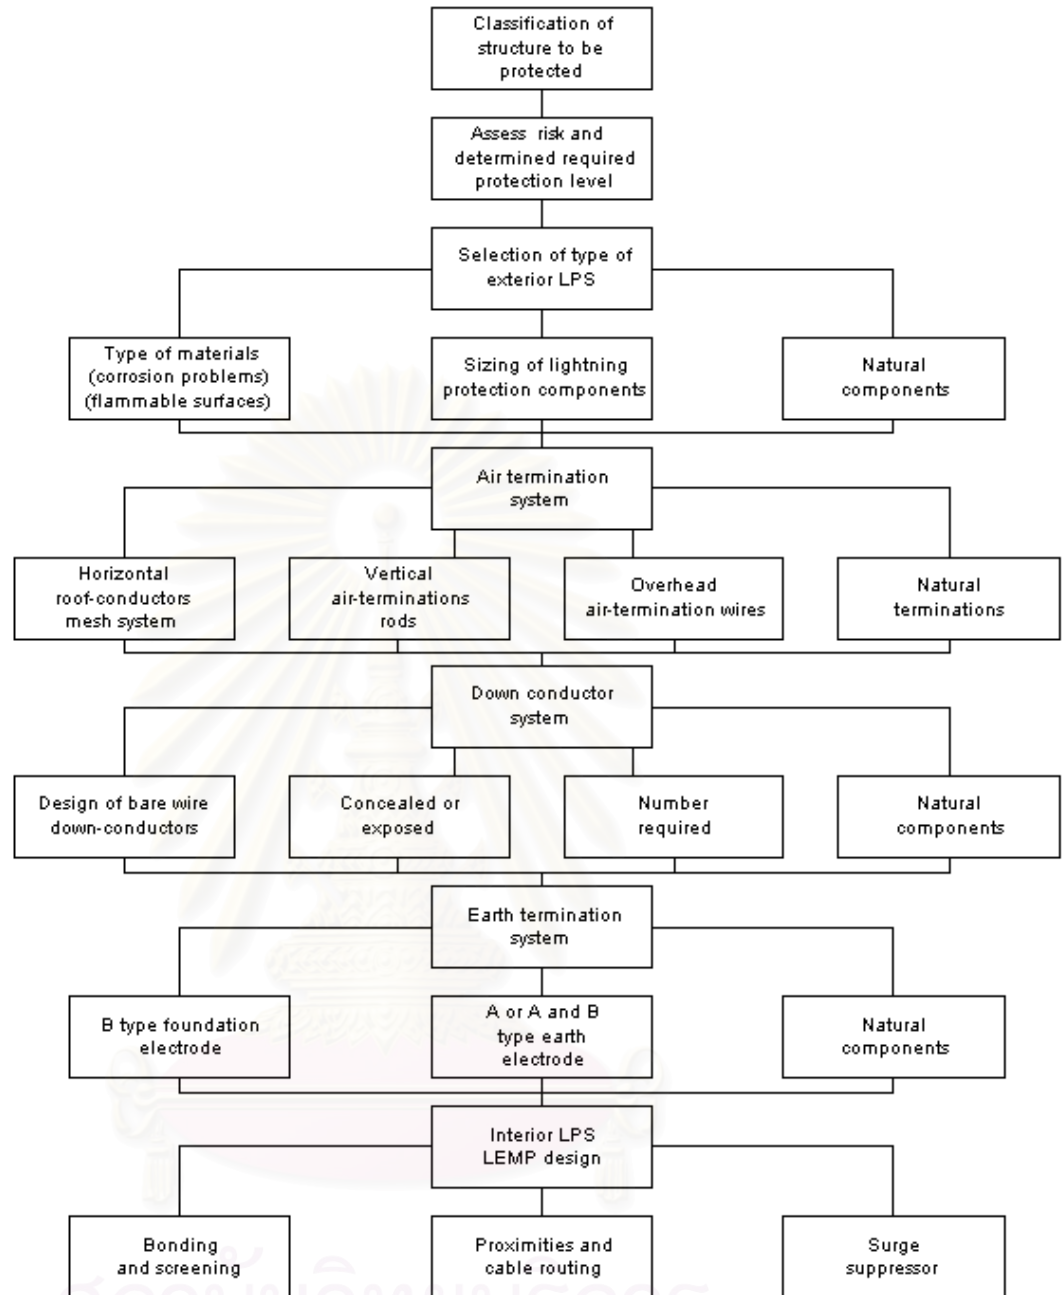 Classification of
structure to be
protected
Assess risk and
determined required
protection level
Selection of type of
exterior LPS
Type of materials
(corrosion problems)
(flammable surfaces)
Sizing of lightning
protection components
Natural
components
Air termination
system
Horizontal
roof-conductors
mesh system
Vertical
air-terminations
rods
Overhead
air-termination wires
Natural
terminations
Down conductor
system
Design of bare wire
down-conductors
Concealed or
exposed
Number
required
Natural
components
Earth termination
system
B type foundation
electrode
A or A and B
type earth
electrode
Natural
components
Interior LPS
LEMP design
Bonding
and screening
Proximities and
cable routing
Surge
suppressor